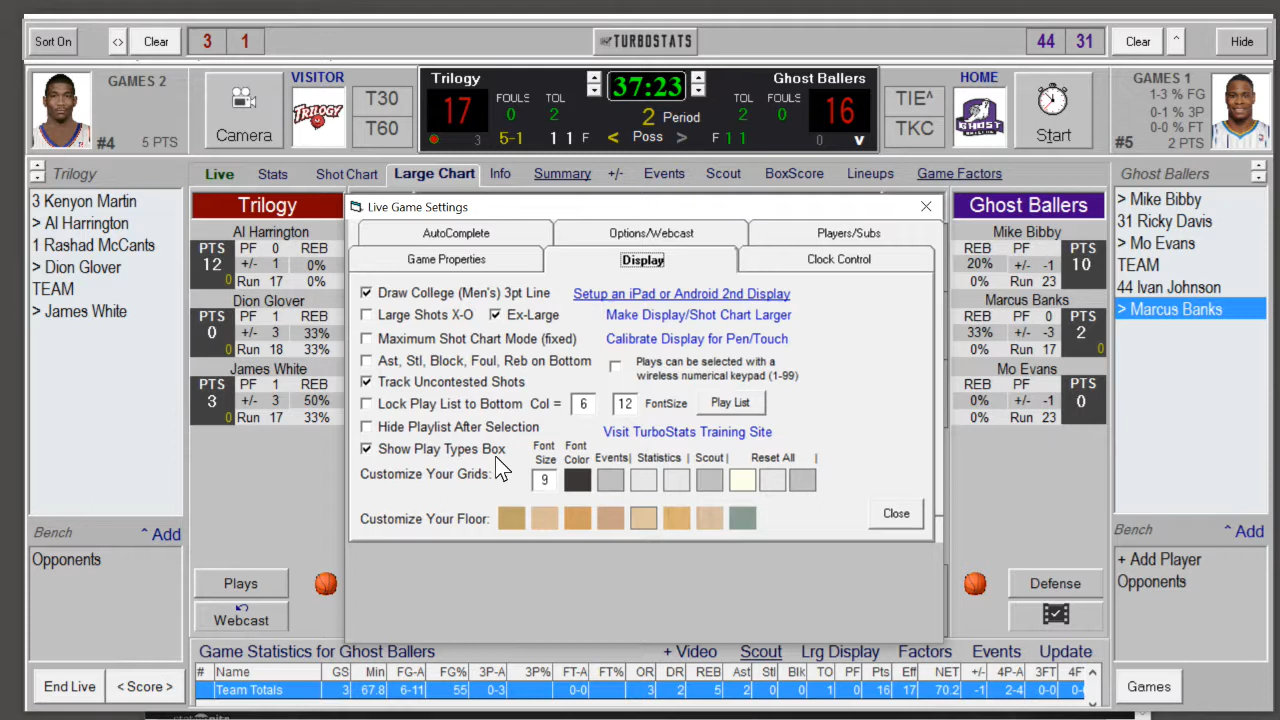 Sort On <> Clear 3 1 TURBOSTATS 44 31 Clear ^ Hide
GAMES 2
#4 5 PTS
Camera
VISITOR
TRILOGY
T30
T60
Trilogy 37:23 Ghost Ballers
17 FOULS 0 TOL 2 2 Period TOL 2 FOULS 0 16
3 5-1 1 1 F < Poss > F 1 1 0 v
TIE^
TKC
HOME
GHOST
Start
GAMES 1
1-3 % FG
0-1 % 3P
0-0 % FT
#5 2 PTS
Trilogy
3 Kenyon Martin
> Al Harrington
1 Rashad McCants
> Dion Glover
TEAM
> James White
Bench ^ Add
Opponents
End Live < Score >
Live Stats Shot Chart Large Chart Info Summary +/- Events Scout BoxScore Lineups Game Factors
Trilogy
Al Harrington
PTS PF 0 REB
12 +/- 1 0%
0 Run 17 0%
Dion Glover
PTS PF 1 REB
0 +/- 3 33%
0 Run 18 33%
James White
PTS PF 1 REB
3 +/- 3 50%
Run 17 33%
Plays
Webcast
Live Game Settings
AutoComplete Options/Webcast Players/Subs
Game Properties Display Clock Control
Draw College (Men's) 3pt Line Setup an iPad or Android 2nd Display
Large Shots X-O Ex-Large Make Display/Shot Chart Larger
Maximum Shot Chart Mode (fixed) Calibrate Display for Pen/Touch
Ast, Stl, Block, Foul, Reb on Bottom Plays can be selected with a
wireless numerical keypad (1-99)
Track Uncontested Shots
Lock Play List to Bottom Col = 6 12 FontSize Play List
Hide Playlist After Selection Visit TurboStats Training Site
Show Play Types Box Font Size Font Color Events| Statistics | Scout| Reset All |
Customize Your Grids: 9
Customize Your Floor: Close
Ghost Ballers
Mike Bibby
REB PF PTS
20% +/- -1 10
0% Run 23
Marcus Banks
REB PF PTS
33% +/- -3 2
0% Run 17 0
Mo Evans
REB PF PTS
0% +/- -1 0
0% Run 23
Defense
Ghost Ballers
> Mike Bibby
31 Ricky Davis
> Mo Evans
TEAM
44 Ivan Johnson
> Marcus Banks
Bench ^ Add
+ Add Player
Opponents
Games
Game Statistics for Ghost Ballers + Video Scout Lrg Display Factors Events Update
# Name GS Min FG-A FG% 3P-A 3P% FT-A FT% OR DR REB Ast Stl Blk TO PF Pts Eff NET +/- 4P-A 3FT 4F
Team Totals 3 67.8 6-11 55 0-3 0-0 3 2 5 2 0 0 1 0 16 17 70.2 -1 2-4 0-0 0-